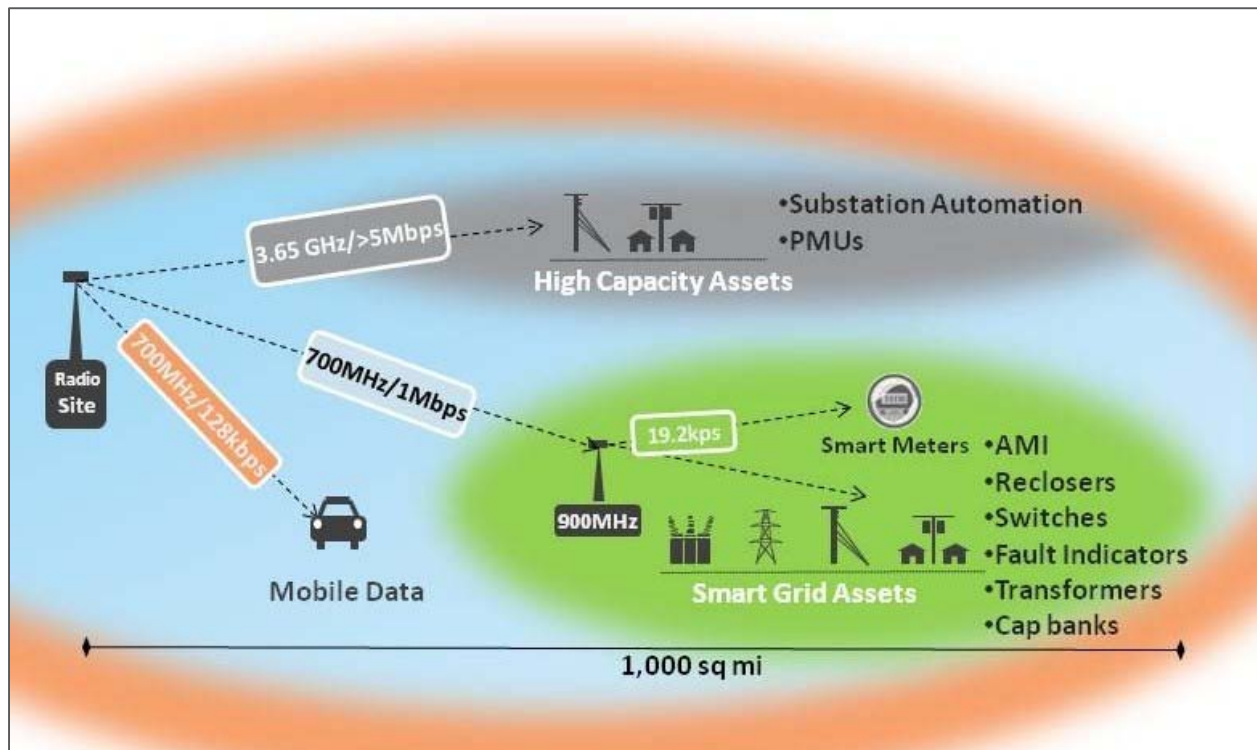 •Substation Automation
•PMUs
3.65 GHz/>5Mbps
High Capacity Assets
Radio
Site
700MHz/128kbps
700MHz/1Mbps
19.2kps
Smart Meters
900MHz
•AMI
•Reclosers
•Switches
•Fault Indicators
•Transformers
•Cap banks
Smart Grid Assets
Mobile Data
1,000 sq mi